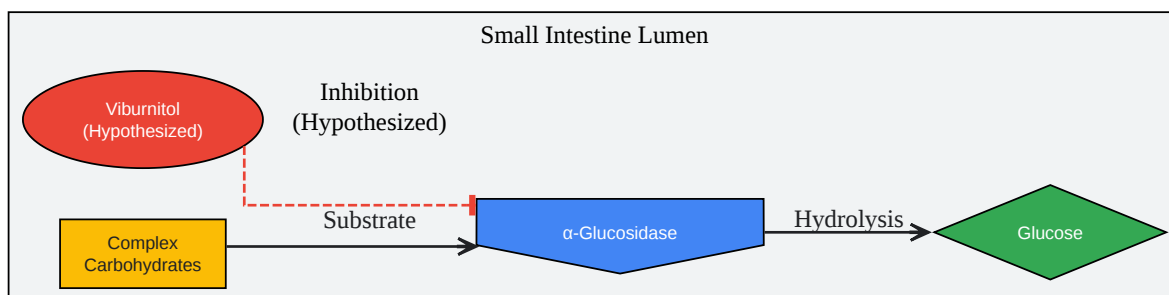 Small Intestine Lumen
Viburnitol
(Hypothesized)
Inhibition
(Hypothesized)
Substrate
Complex
Carbohydrates
α-Glucosidase
Hydrolysis
Glucose